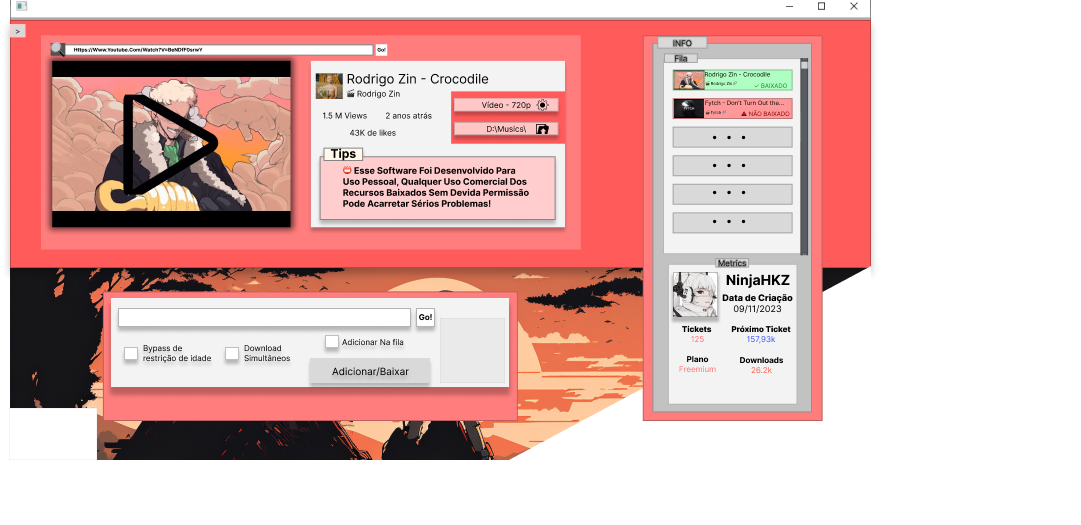 >
Https://Www.Youtube.Com/Watch?V=BeNDfF0srwY
Go!
Rodrigo Zin - Crocodile
Rodrigo Zin
1.5 M Views
2 anos atrás
43K de likes
Vídeo - 720p
D:\Musics\
Tips
Esse Software Foi Desenvolvido Para
Uso Pessoal, Qualquer Uso Comercial Dos
Recursos Baixados Sem Devida Permissão
Pode Acarretar Sérios Problemas!
Go!
Bypass de
restrição de idade
Download
Simultâneos
Adicionar Na fila
Adicionar/Baixar
INFO
Fila
Rodrigo Zin - Crocodile
Rodrigo Zin
BAIXADO
Fytch - Don't Turn Out the...
Fytch
NÃO BAIXADO
• • •
• • •
• • •
• • •
Metrics
NinjaHKZ
Data de Criação
09/11/2023
Tickets
125
Próximo Ticket
157,93k
Plano
Freemium
Downloads
26.2k